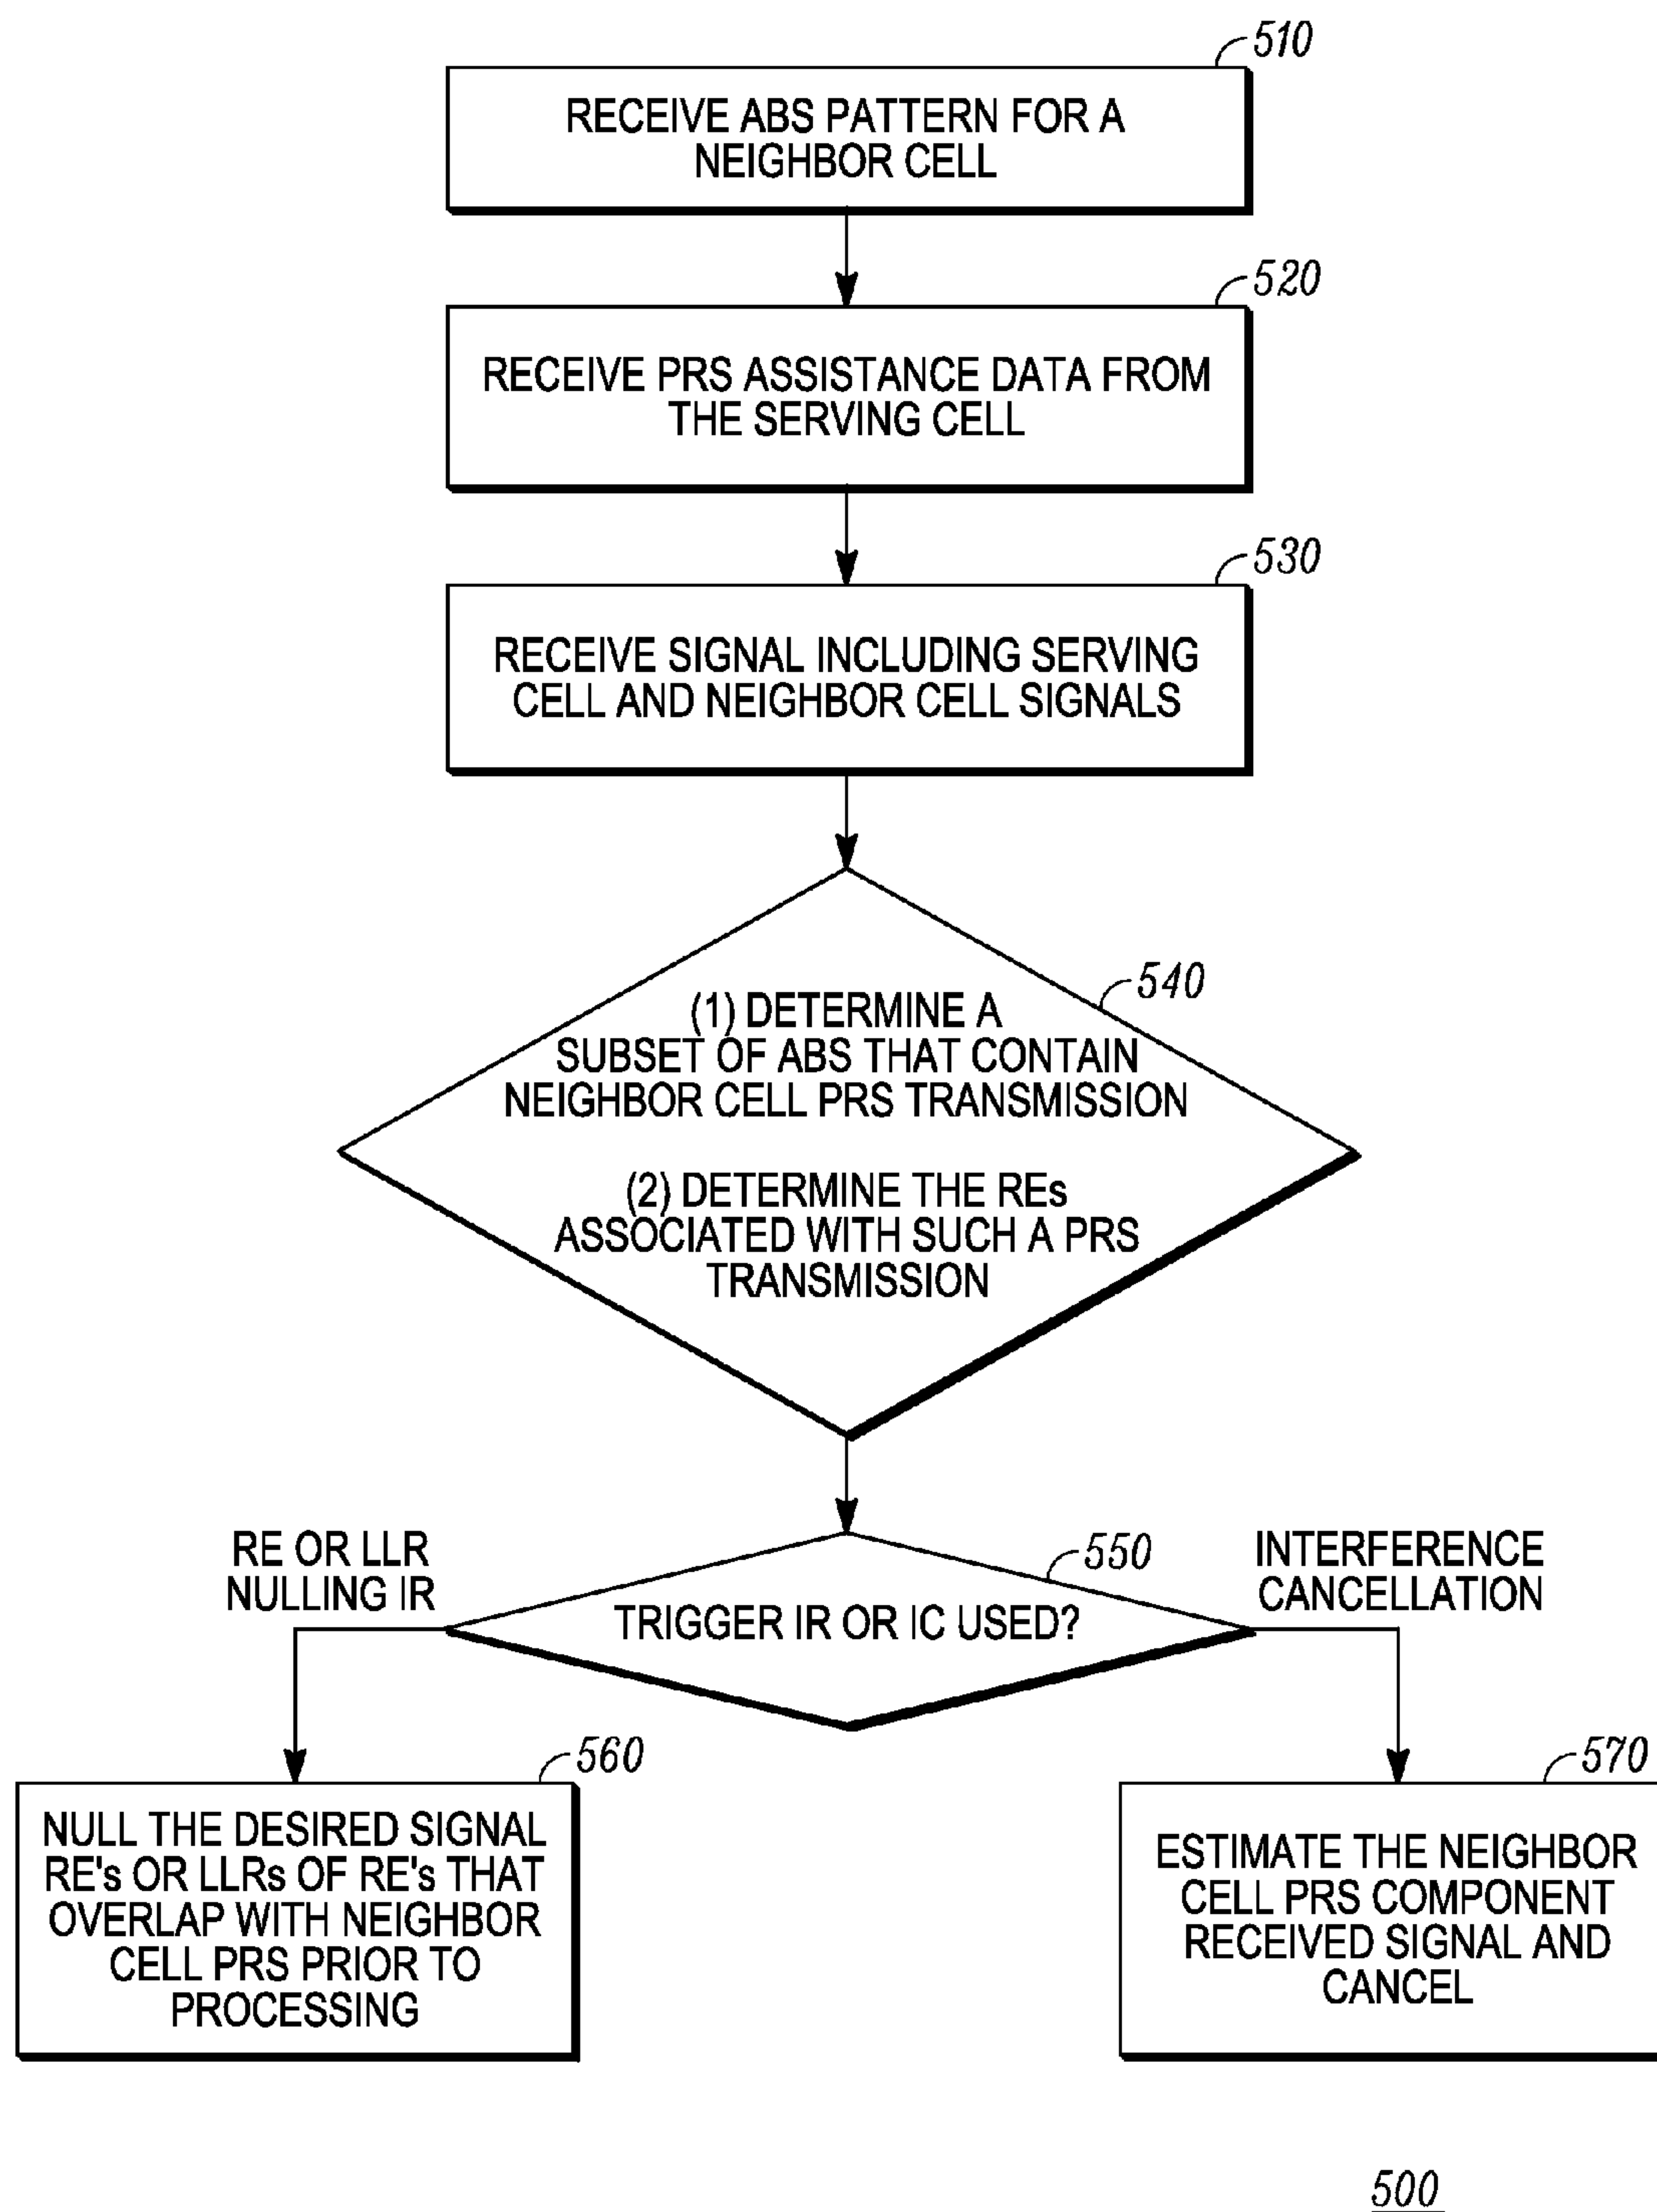 510
RECEIVE ABS PATTERN FOR A
NEIGHBOR CELL
520
RECEIVE PRS ASSISTANCE DATA FROM
THE SERVING CELL
530
RECEIVE SIGNAL INCLUDING SERVING
CELL AND NEIGHBOR CELL SIGNALS
540
(1) DETERMINE A
SUBSET OF ABS THAT CONTAIN
NEIGHBOR CELL PRS TRANSMISSION
(2) DETERMINE THE REs
ASSOCIATED WITH SUCH A PRS
TRANSMISSION
RE OR LLR
NULLING IR
550
TRIGGER IR OR IC USED?
INTERFERENCE
CANCELLATION
560
NULL THE DESIRED SIGNAL
RE's OR LLRs OF RE's THAT
OVERLAP WITH NEIGHBOR
CELL PRS PRIOR TO
PROCESSING
570
ESTIMATE THE NEIGHBOR
CELL PRS COMPONENT
RECEIVED SIGNAL AND
CANCEL
500